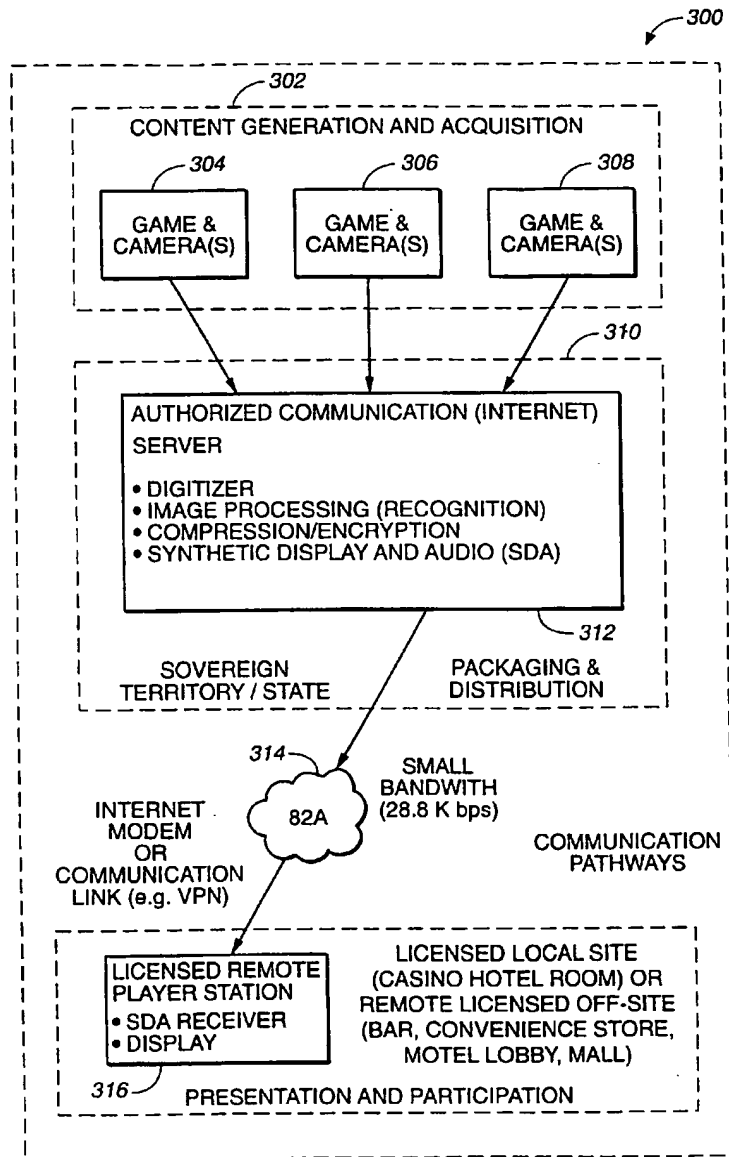 300
302
CONTENT GENERATION AND ACQUISITION
304
306
308
GAME &
CAMERA(S)
GAME &
CAMERA(S)
GAME &
CAMERA(S)
310
AUTHORIZED COMMUNICATION (INTERNET)
SERVER
• DIGITIZER
• IMAGE PROCESSING (RECOGNITION)
• COMPRESSION/ENCRYPTION
• SYNTHETIC DISPLAY AND AUDIO (SDA)
312
SOVEREIGN
TERRITORY / STATE
PACKAGING &
DISTRIBUTION
314
82A
SMALL
BANDWITH
(28.8 K bps)
INTERNET
MODEM
OR
COMMUNICATION
LINK (e.g. VPN)
COMMUNICATION
PATHWAYS
LICENSED REMOTE
PLAYER STATION
• SDA RECEIVER
• DISPLAY
316
LICENSED LOCAL SITE
(CASINO HOTEL ROOM) OR
REMOTE LICENSED OFF-SITE
(BAR, CONVENIENCE STORE,
MOTEL LOBBY, MALL)
PRESENTATION AND PARTICIPATION